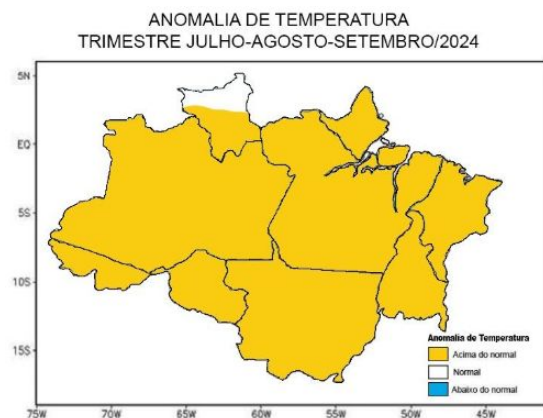 ANOMALIA DE TEMPERATURA
TRIMESTRE JULHO-AGOSTO-SETEMBRO/2024
5N
EQ
5S
10S
15S
75W
70W
65W
60W
55W
50W
45W
Anomalia de Temperatura
Acima do normal
Normal
Abaixo do normal